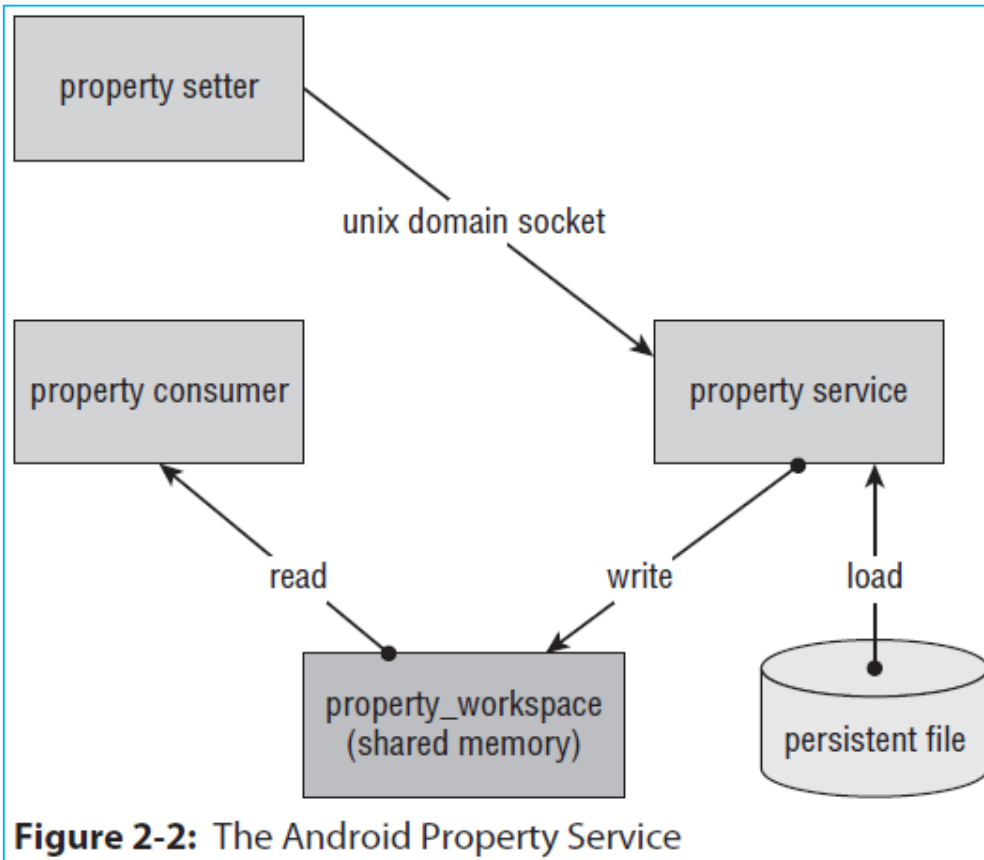 property setter
unix domain socket
property consumer
property service
read
write
load
property_workspace
(shared memory)
persistent file
Figure 2-2: The Android Property Service